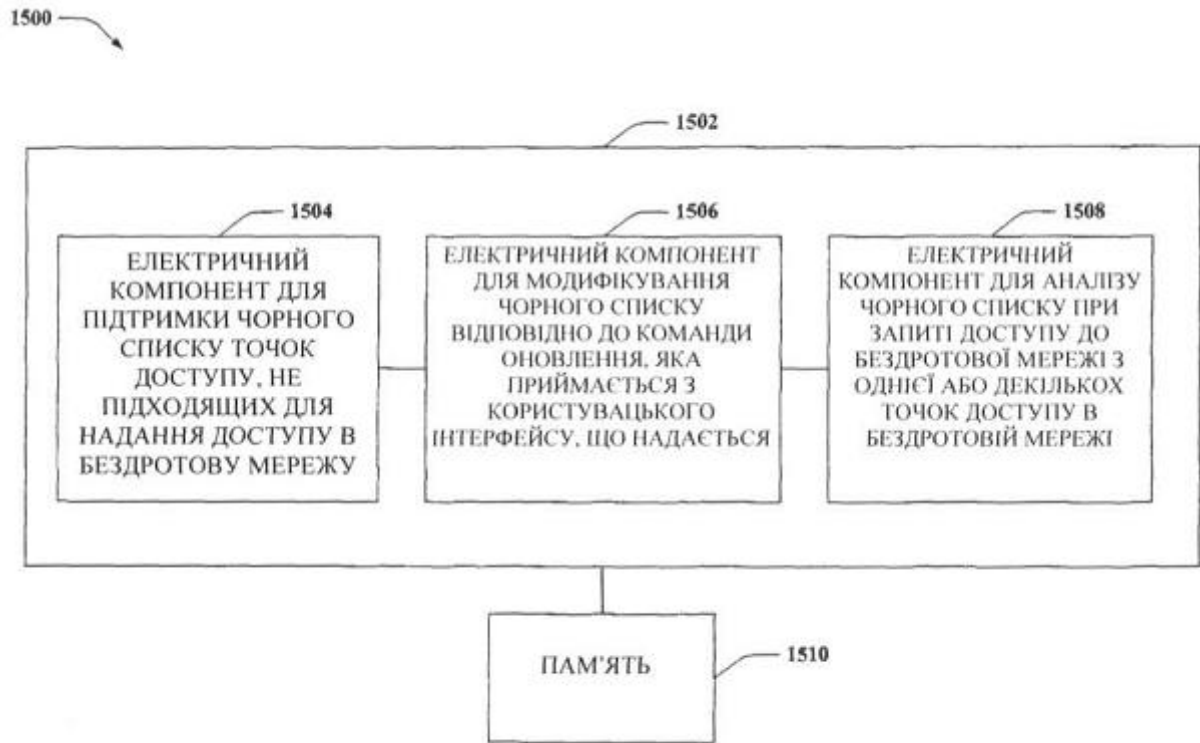 1500
1502
1504
ЕЛЕКТРИЧНИЙ
КОМПОНЕНТ ДЛЯ
ПІДТРИМКИ ЧОРНОГО
СПИСКУ ТОЧОК
ДОСТУПУ, НЕ
ПІДХОДЯЩИХ ДЛЯ
НАДАННЯ ДОСТУПУ В
БЕЗДРОТОВУ МЕРЕЖУ
1506
ЕЛЕКТРИЧНИЙ КОМПОНЕНТ
ДЛЯ МОДИФІКУВАННЯ
ЧОРНОГО СПИСКУ
ВІДПОВІДНО ДО КОМАНДИ
ОНОВЛЕННЯ, ЯКА
ПРИЙМАЄТЬСЯ З
КОРИСТУВАЦЬКОГО
ІНТЕРФЕЙСУ, ЩО НАДАЄТЬСЯ
1508
ЕЛЕКТРИЧНИЙ
КОМПОНЕНТ ДЛЯ АНАЛІЗУ
ЧОРНОГО СПИСКУ ПРИ
ЗАПИТІ ДОСТУПУ ДО
БЕЗДРОТОВОЇ МЕРЕЖІ З
ОДНІЄЇ АБО ДЕКІЛЬКОХ
ТОЧОК ДОСТУПУ В
БЕЗДРОТОВІЙ МЕРЕЖІ
ПАМ'ЯТЬ
1510